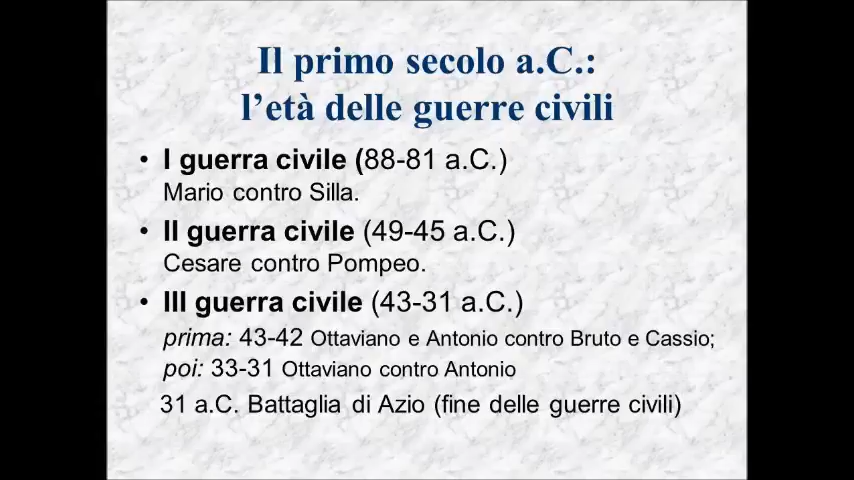 Il primo secolo a.C.:
l'età delle guerre civili
• I guerra civile (88-81 a.C.)
Mario contro Silla.
• II guerra civile (49-45 a.C.)
Cesare contro Pompeo.
• III guerra civile (43-31 a.C.)
prima: 43-42 Ottaviano e Antonio contro Bruto e Cassio;
poi: 33-31 Ottaviano contro Antonio
31 a.C. Battaglia di Azio (fine delle guerre civili)